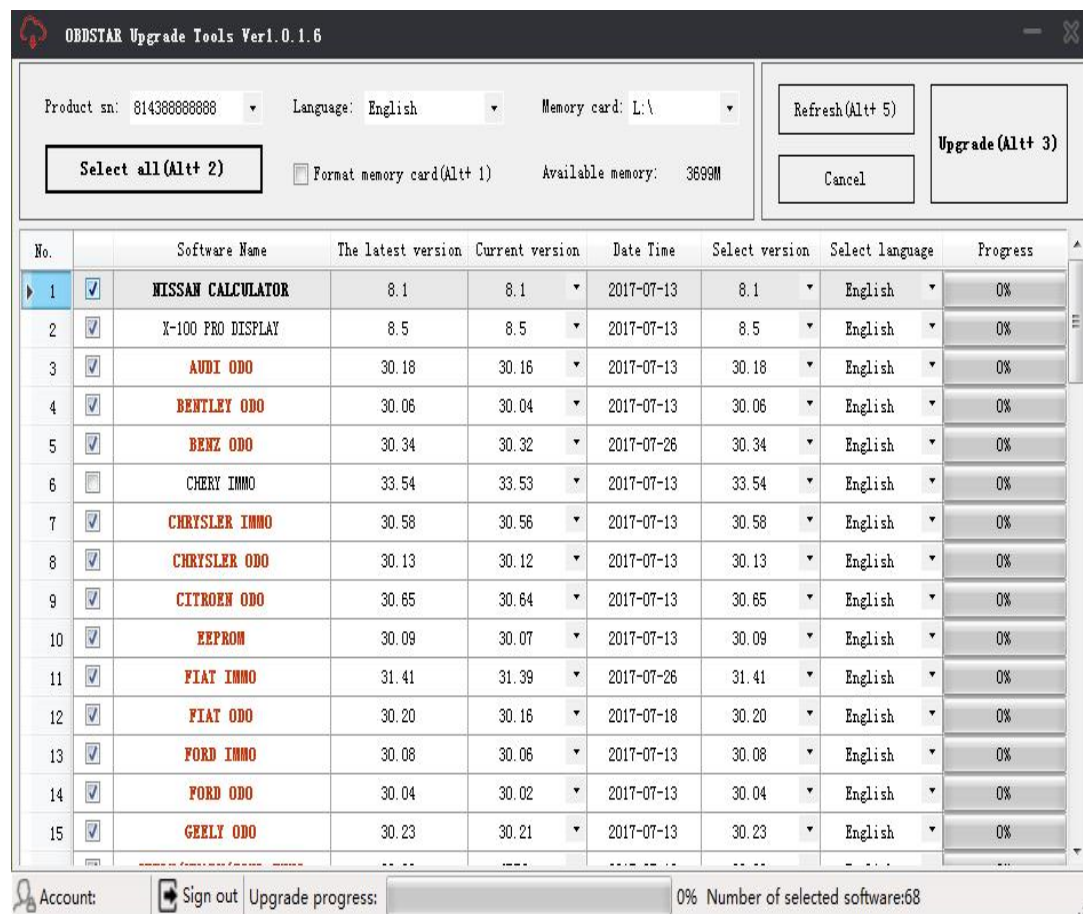 OBDSTAR Upgrade Tools Ver1.0.1.6
Product sn: 814388888888 Language: English Memory card: L:\ Refresh(Alt+ 5) Upgrade(Alt+ 3)
Select all(Alt+ 2) Format memory card(Alt+ 1) Available memory: 3699M Cancel
No. Software Name The latest version Current version Date Time Select version Select language Progress
1 NISSAN CALCULATOR 8.1 8.1 2017-07-13 8.1 English 0%
2 X-100 PRO DISPLAY 8.5 8.5 2017-07-13 8.5 English 0%
3 AUDI ODO 30.18 30.16 2017-07-13 30.18 English 0%
4 BENTLEY ODO 30.06 30.04 2017-07-13 30.06 English 0%
5 BENZ ODO 30.34 30.32 2017-07-26 30.34 English 0%
6 CHERY IMMO 33.54 33.53 2017-07-13 33.54 English 0%
7 CHRYSLER IMMO 30.58 30.56 2017-07-13 30.58 English 0%
8 CHRYSLER ODO 30.13 30.12 2017-07-13 30.13 English 0%
9 CITROEN ODO 30.65 30.64 2017-07-13 30.65 English 0%
10 EEPROM 30.09 30.07 2017-07-13 30.09 English 0%
11 FIAT IMMO 31.41 31.39 2017-07-26 31.41 English 0%
12 FIAT ODO 30.20 30.16 2017-07-18 30.20 English 0%
13 FORD IMMO 30.08 30.06 2017-07-13 30.08 English 0%
14 FORD ODO 30.04 30.02 2017-07-13 30.04 English 0%
15 GEELY ODO 30.23 30.21 2017-07-13 30.23 English 0%
Account: Sign out Upgrade progress: 0% Number of selected software:68